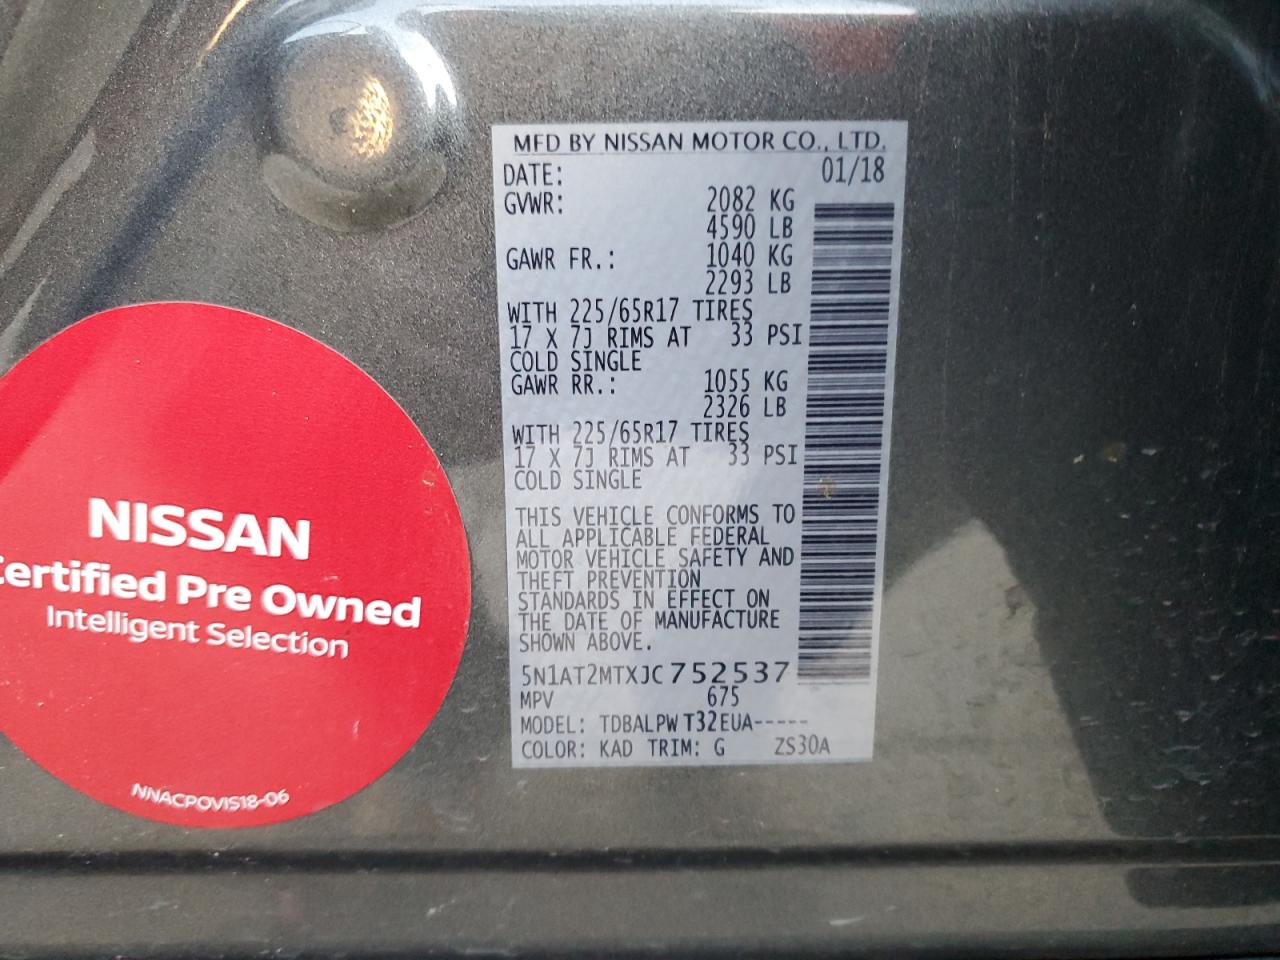 MFD BY NISSAN MOTOR CO., LTD.
DATE: 01/18
GVWR: 2082 KG
4590 LB
GAWR FR.: 1040 KG
2293 LB
WITH 225/65R17 TIRES
17 X 7J RIMS AT 33 PSI
COLD SINGLE
GAWR RR.: 1055 KG
2326 LB
WITH 225/65R17 TIRES
17 X 7J RIMS AT 33 PSI
COLD SINGLE
THIS VEHICLE CONFORMS TO
ALL APPLICABLE FEDERAL
MOTOR VEHICLE SAFETY AND
THEFT PREVENTION
STANDARDS IN EFFECT ON
THE DATE OF MANUFACTURE
SHOWN ABOVE.
5N1AT2MTXJC752537
MPV 675
MODEL: TDBALPW T32EUA-----
COLOR: KAD TRIM: G ZS30A
NISSAN
Certified Pre Owned
Intelligent Selection
NNACPOVIS18-06